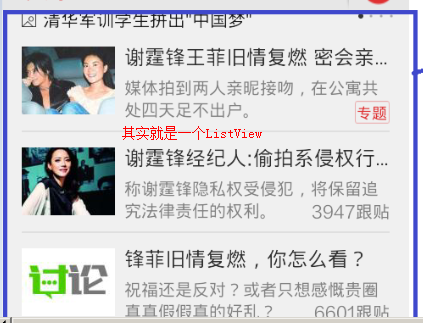 清华军训学生拼出"中国梦"
谢霆锋王菲旧情复燃 密会亲...
媒体拍到两人亲昵接吻，在公寓共
处四天足不出户。
专题
其实就是一个ListView
谢霆锋经纪人:偷拍系侵权行...
称谢霆锋隐私权受侵犯，将保留追
究法律责任的权利。 3947跟贴
讨论
锋菲旧情复燃，你怎么看？
祝福还是反对？或者只想感慨贵圈
真真假假真的好乱？ 6601跟贴